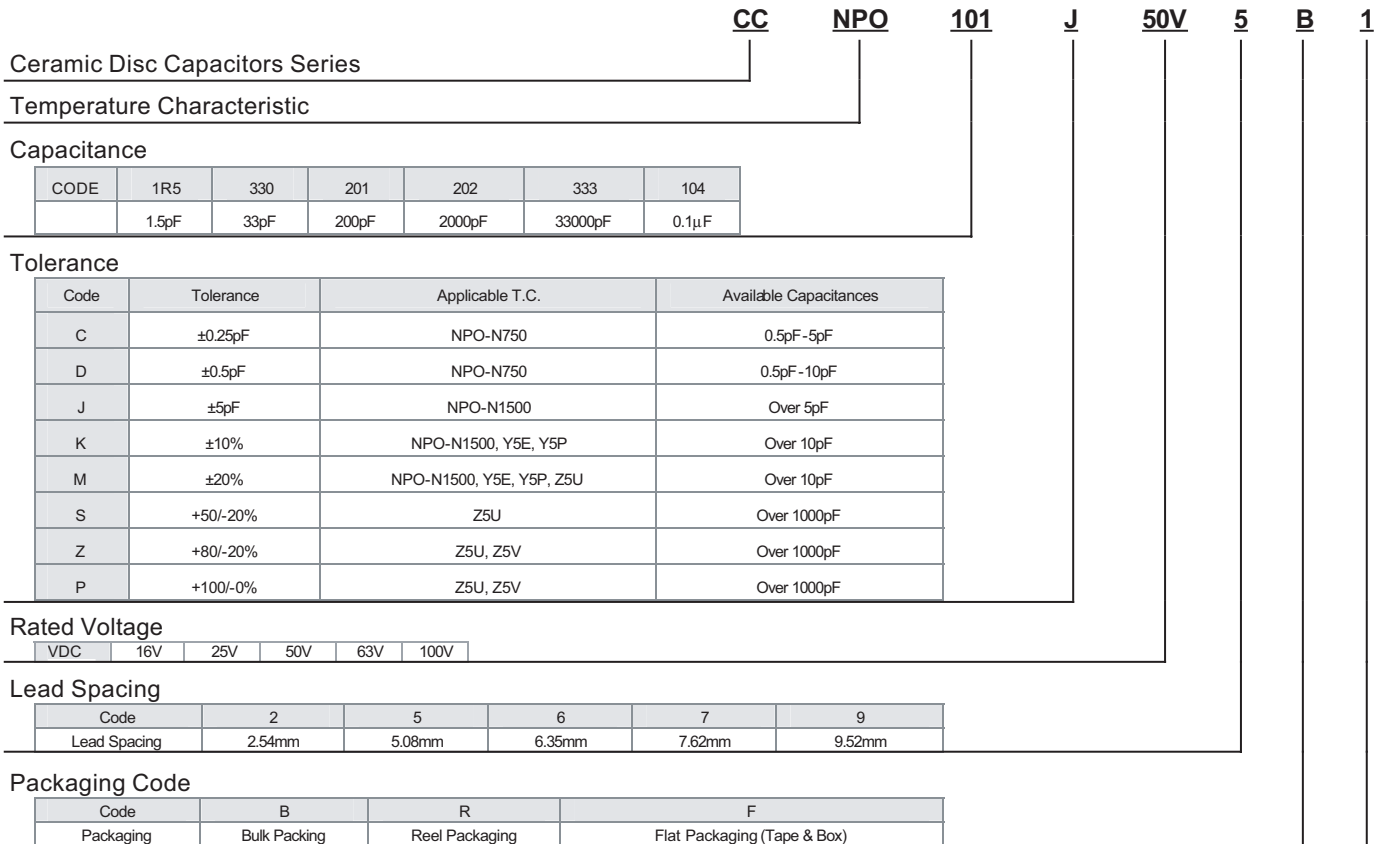 CC NPO 101 J 50V 5 B 1
Ceramic Disc Capacitors Series
Temperature Characteristic
Capacitance
CODE 1R5 330 201 202 333 104
1.5pF 33pF 200pF 2000pF 33000pF 0.1μF
Tolerance
Code Tolerance Applicable T.C. Available Capacitances
C ±0.25pF NPO-N750 0.5pF-5pF
D ±0.5pF NPO-N750 0.5pF-10pF
J ±5pF NPO-N1500 Over 5pF
K ±10% NPO-N1500, Y5E, Y5P Over 10pF
M ±20% NPO-N1500, Y5E, Y5P, Z5U Over 10pF
S +50/-20% Z5U Over 1000pF
Z +80/-20% Z5U, Z5V Over 1000pF
P +100/-0% Z5U, Z5V Over 1000pF
Rated Voltage
VDC 16V 25V 50V 63V 100V
Lead Spacing
Code 2 5 6 7 9
Lead Spacing 2.54mm 5.08mm 6.35mm 7.62mm 9.52mm
Packaging Code
Code B R F
Packaging Bulk Packing Reel Packaging Flat Packaging (Tape & Box)